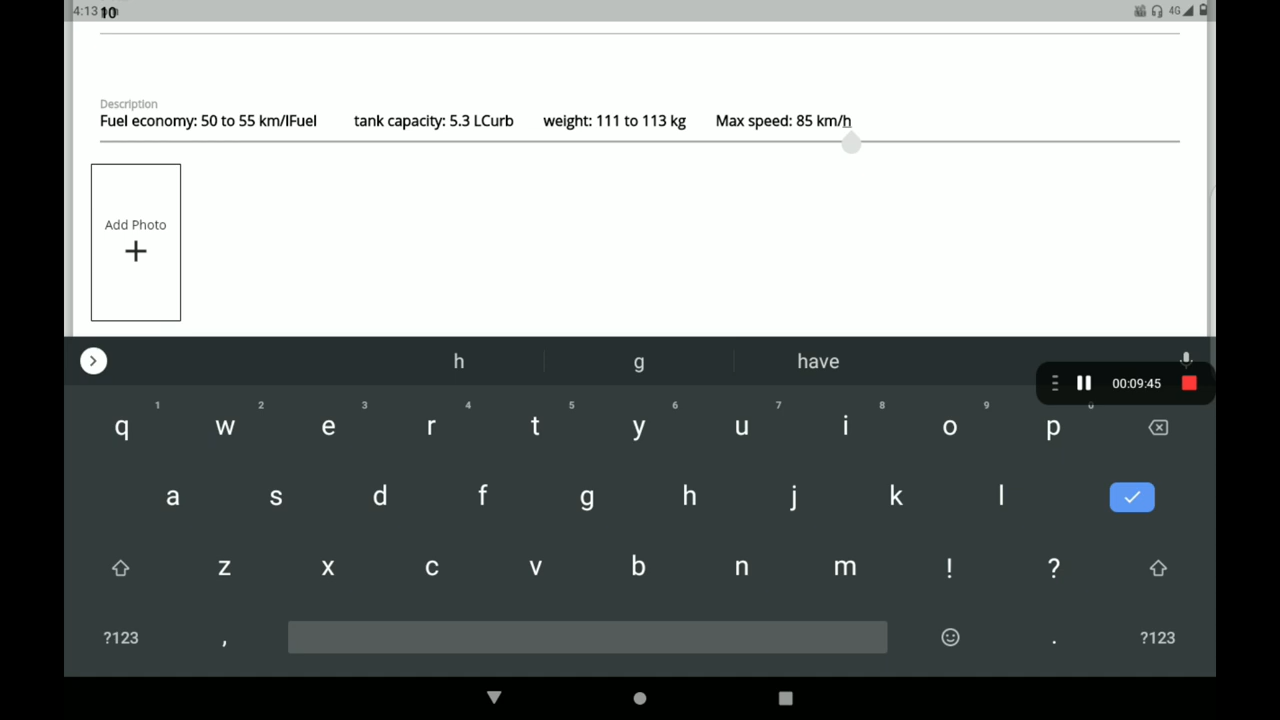 4:13 10 4G
Description
Fuel economy: 50 to 55 km/lFuel tank capacity: 5.3 LCurb weight: 111 to 113 kg Max speed: 85 km/h
Add Photo
h g have
00:09:45
1 2 3 4 5 6 7 8 9 0
q w e r t y u i o p
a s d f g h j k l
z x c v b n m ! ?
?123 , . ?123